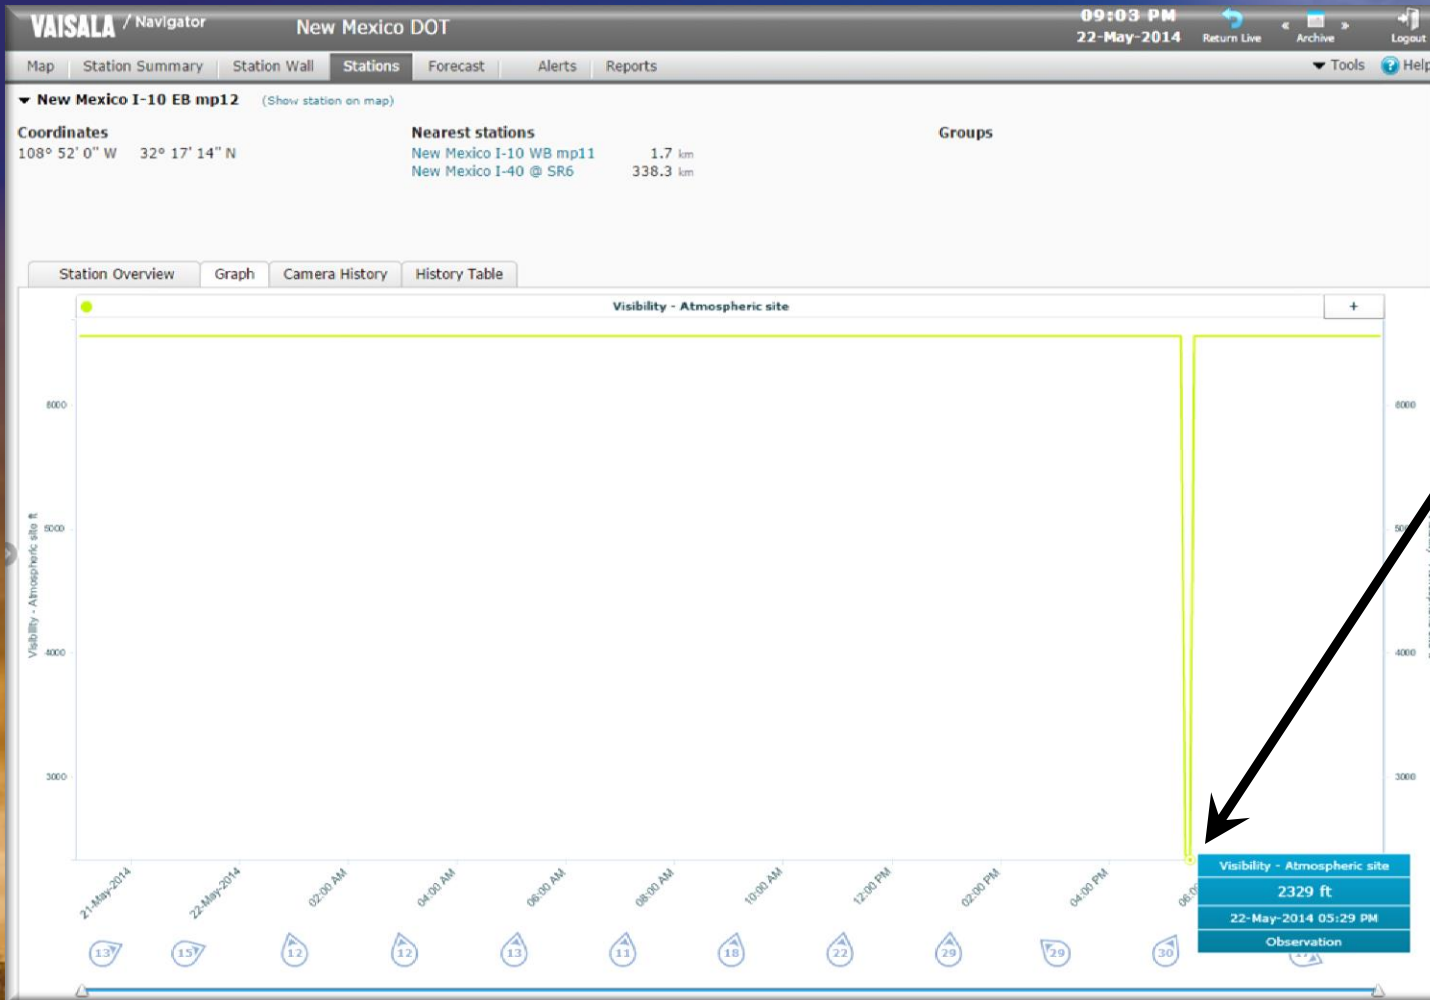 VAISALA / Navigator
New Mexico DOT
09:03 PM
22-May-2014
Return Live
« Archive »
Logout
Map Station Summary Station Wall Stations Forecast Alerts Reports
Tools
Help
New Mexico I-10 EB mp12 (Show station on map)
Coordinates
108° 52' 0" W 32° 17' 14" N
Nearest stations
New Mexico I-10 WB mp11 1.7 km
New Mexico I-40 @ SR6 338.3 km
Groups
Station Overview Graph Camera History History Table
Visibility - Atmospheric site
+
Visibility - Atmospheric site ft
6000
5000
4000
3000
6000
4000
3000
21-May-2014
22-May-2014
02:00 AM
04:00 AM
06:00 AM
08:00 AM
10:00 AM
12:00 PM
02:00 PM
04:00 PM
Visibility - Atmospheric site
2329 ft
22-May-2014 05:29 PM
Observation
13 15 12 12 13 11 18 22 29 29 30